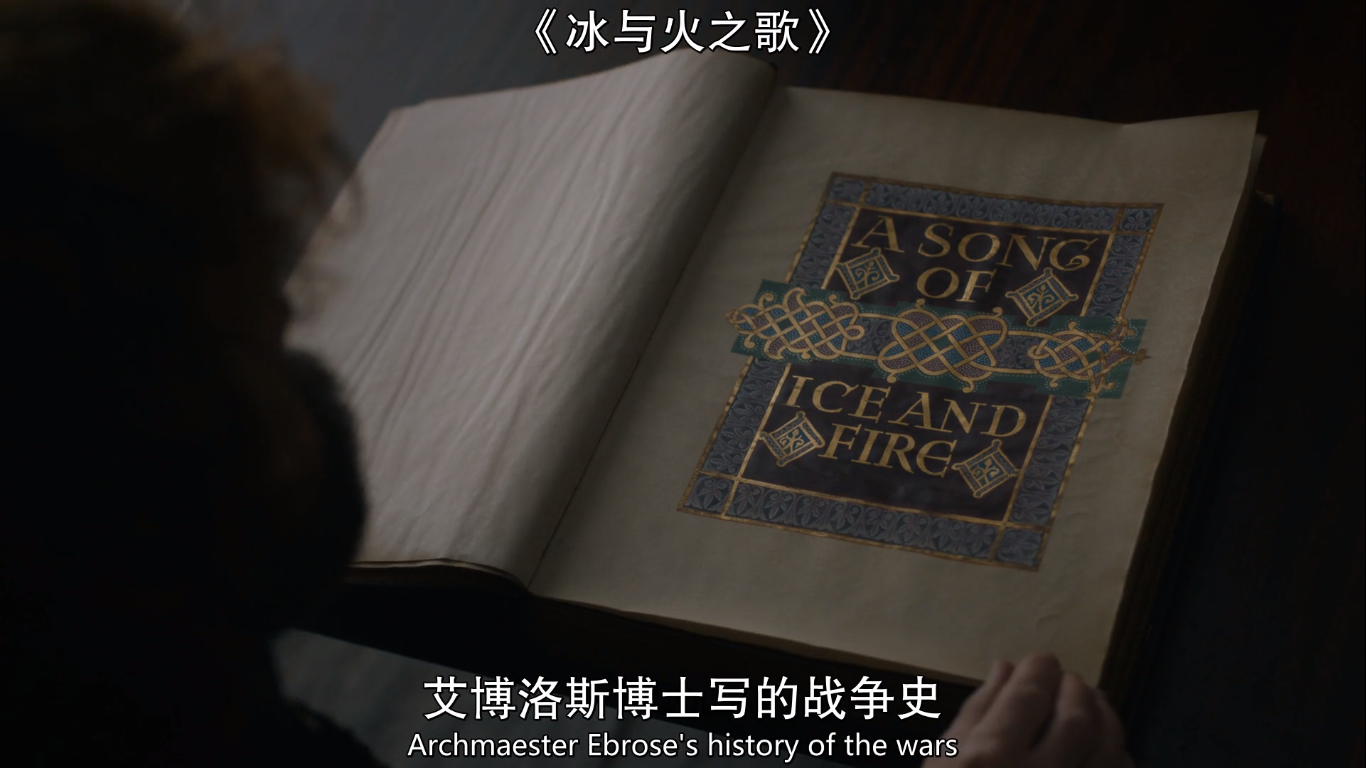 《冰与火之歌》
A SONG
OF
ICE AND
FIRE
艾博洛斯博士写的战争史
Archmaester Ebrose's history of the wars